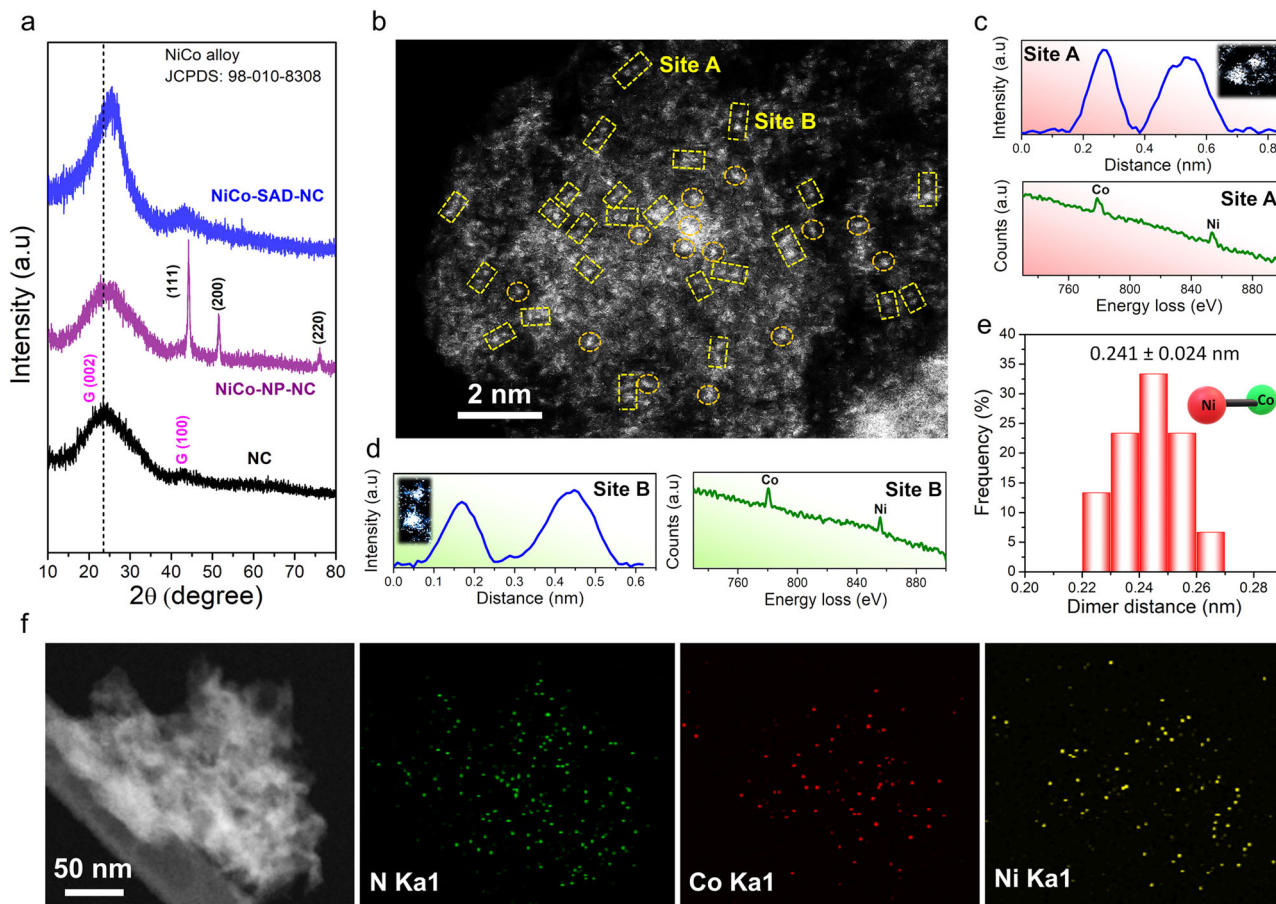 a
NiCo alloy
JCPDS: 98-010-8308
NiCo-SAD-NC
(111)
(200)
(220)
NiCo-NP-NC
G (002)
G (100)
NC
Intensity (a.u)
10 20 30 40 50 60 70 80
2θ (degree)
b
Site A
Site B
2 nm
c
Site A
Intensity (a.u)
0.0 0.2 0.4 0.6 0.8
Distance (nm)
Site A
Co
Ni
Counts (a.u)
760 800 840 880
Energy loss (eV)
d
Site B
Intensity (a.u)
0.0 0.1 0.2 0.3 0.4 0.5 0.6
Distance (nm)
Site B
Co
Ni
Counts (a.u)
760 800 840 880
Energy loss (eV)
e
40
35
30
25
20
15
10
5
0
0.241 ± 0.024 nm
Ni
Co
Frequency (%)
0.20 0.22 0.24 0.26 0.28
Dimer distance (nm)
f
50 nm
N Ka1
Co Ka1
Ni Ka1